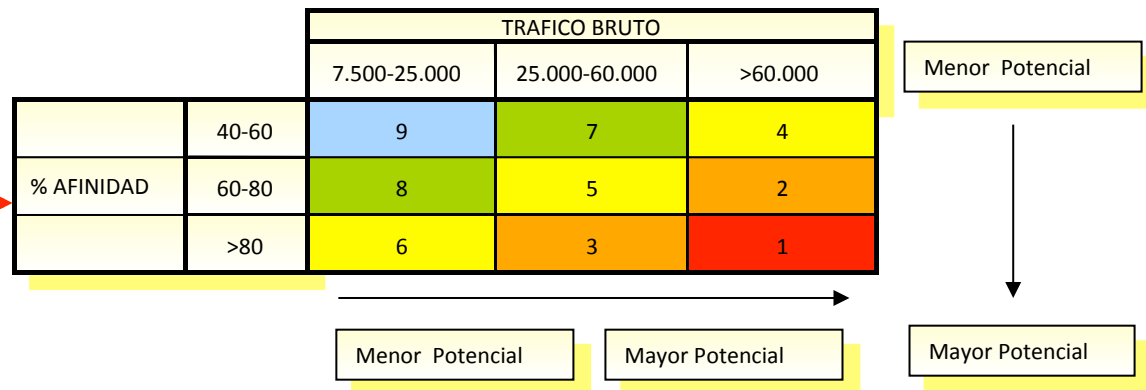 TRAFICO BRUTO
7.500-25.000 25.000-60.000 >60.000
Menor Potencial
40-60 9 7 4
% AFINIDAD 60-80 8 5 2
>80 6 3 1
Menor Potencial Mayor Potencial Mayor Potencial